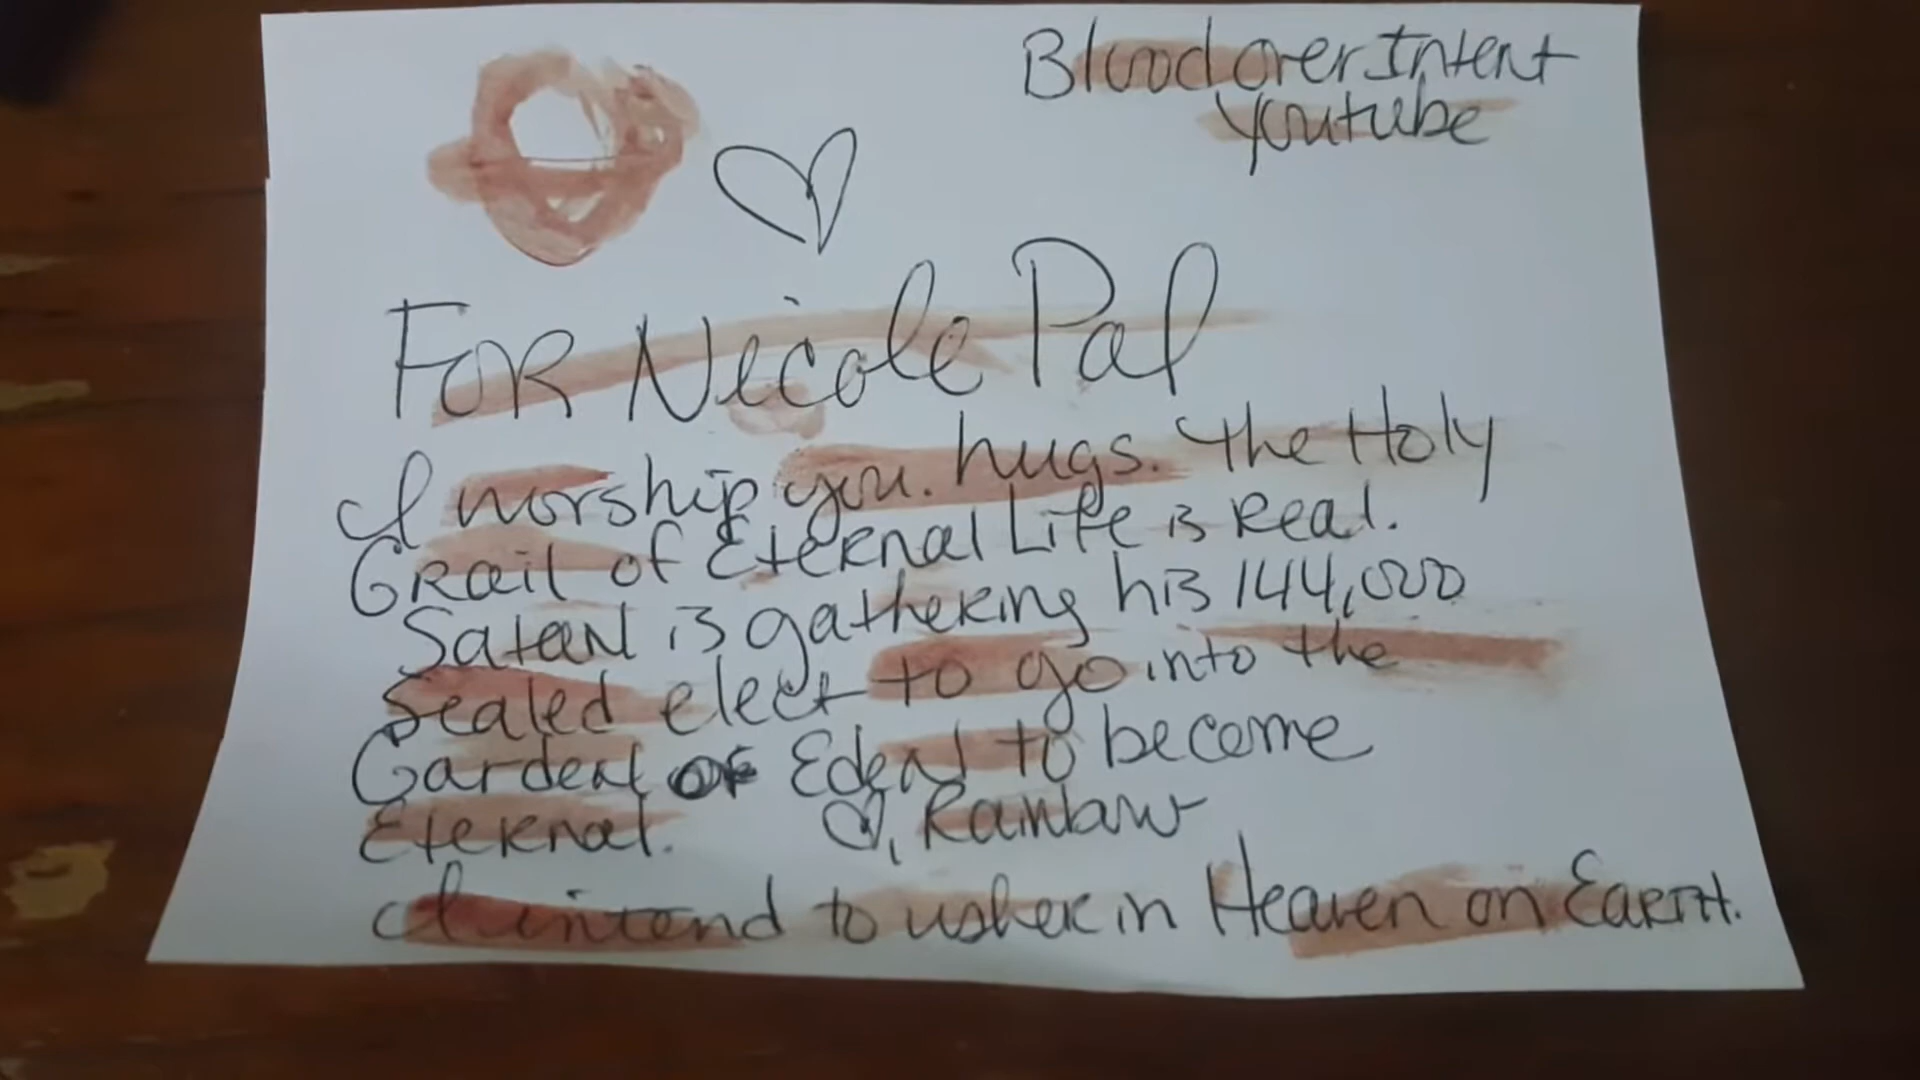 Blood over Intent
Youtube
FOR Nicole Pal
I worship you. hugs. The Holy
Grail of Eternal Life is Real.
Satan is gathering his 144,000
Sealed elect to go into the
Garden of Eden to become
Eternal. ♡, Rainbow
I intend to usher in Heaven on Earth.